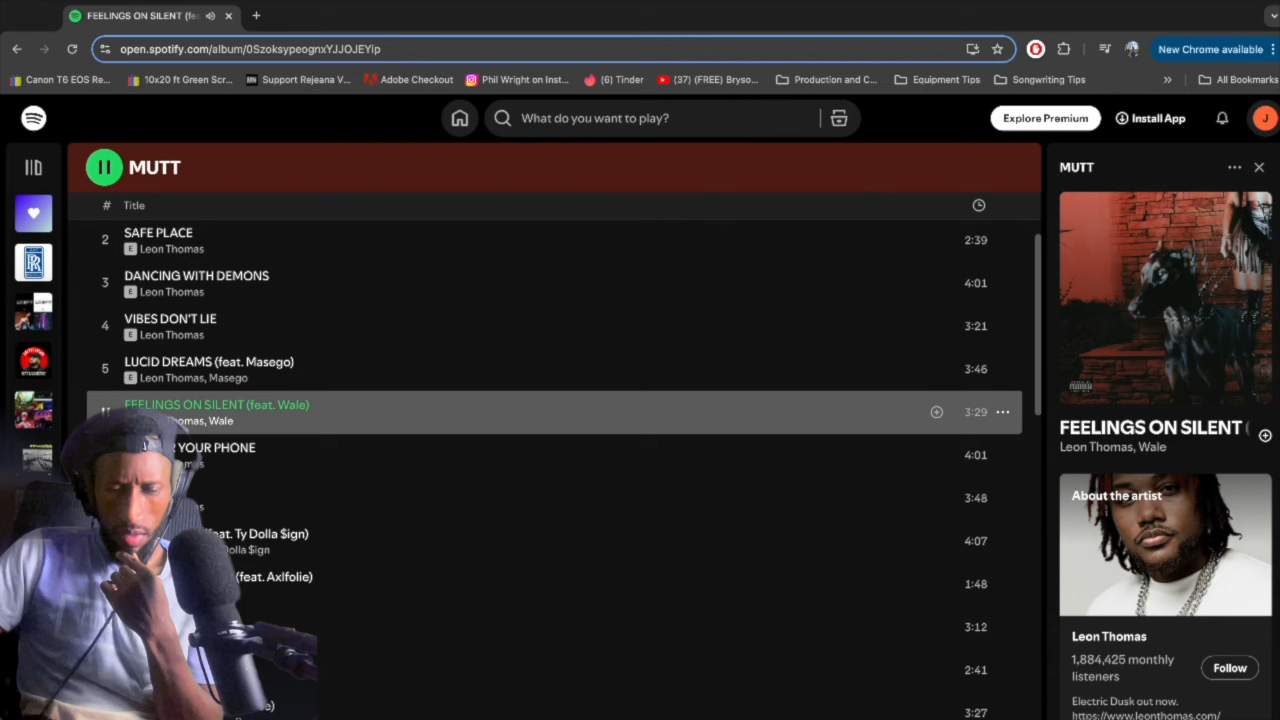 FEELINGS ON SILENT (fe
open.spotify.com/album/0SzoksypeognxYJJOJEYip
New Chrome available
Canon T6 EOS Re...
10x20 ft Green Scr...
Support Rejeana V...
Adobe Checkout
Phil Wright on Inst...
(6) Tinder
(37) (FREE) Bryso...
Production and C...
Equipment Tips
Songwriting Tips
»
All Bookmarks
What do you want to play?
Explore Premium
Install App
J
MUTT
# Title
2 SAFE PLACE
E Leon Thomas
2:39
3 DANCING WITH DEMONS
E Leon Thomas
4:01
4 VIBES DON'T LIE
E Leon Thomas
3:21
5 LUCID DREAMS (feat. Masego)
E Leon Thomas, Masego
3:46
FEELINGS ON SILENT (feat. Wale)
Thomas, Wale
3:29
YOUR PHONE
4:01
3:48
feat. Ty Dolla $ign)
Dolla $ign
4:07
(feat. Axlfolie)
1:48
3:12
2:41
3:27
MUTT
FEELINGS ON SILENT (
Leon Thomas, Wale
About the artist
Leon Thomas
1,884,425 monthly
listeners
Follow
Electric Dusk out now.
https://www.leonthomas.com/